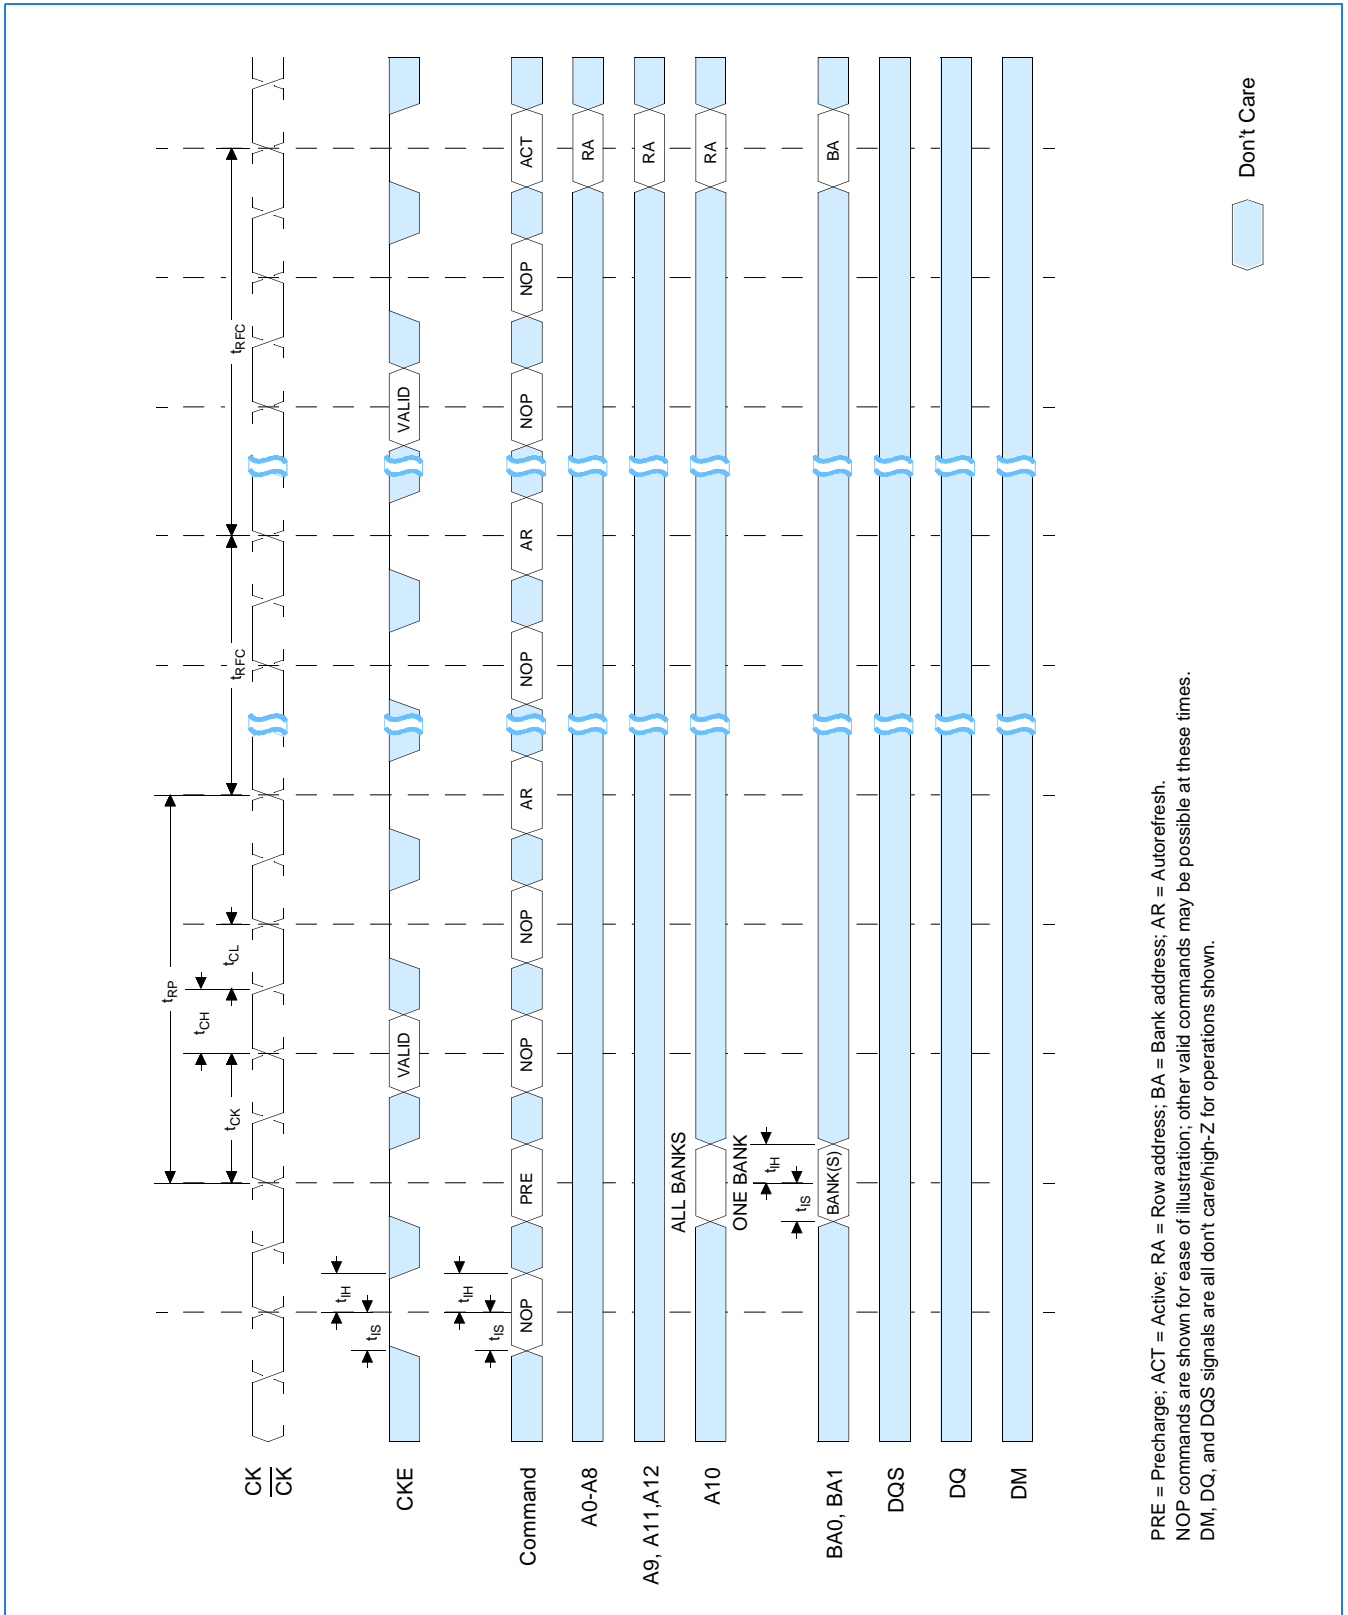 tRP
tCH
tCK tCL tRFC tRFC
CK
CK
tIH
tIS
CKE VALID VALID
tIH
tIS
Command NOP PRE NOP NOP AR NOP AR NOP NOP ACT
A0-A8 RA
A9, A11,A12 RA
ALL BANKS
A10 RA
ONE BANK
tIH
tIS
BA0, BA1 BANK(S) BA
DQS
DQ
DM
PRE = Precharge; ACT = Active; RA = Row address; BA = Bank address; AR = Autorefresh.
NOP commands are shown for ease of illustration; other valid commands may be possible at these times.
DM, DQ, and DQS signals are all don't care/high-Z for operations shown.
Don't Care